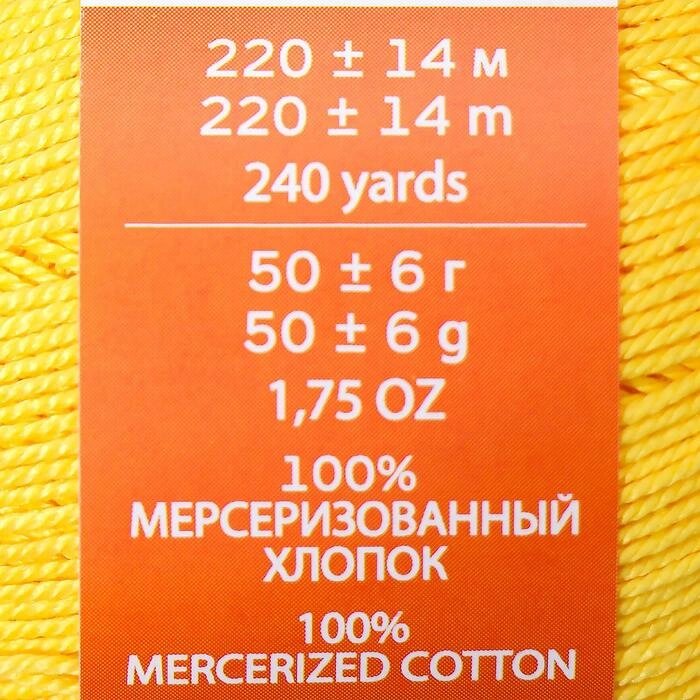 220 ± 14 м
220 ± 14 m
240 yards
50 ± 6 г
50 ± 6 g
1,75 OZ
100%
МЕРСЕРИЗОВАННЫЙ
ХЛОПОК
100%
MERCERIZED COTTON